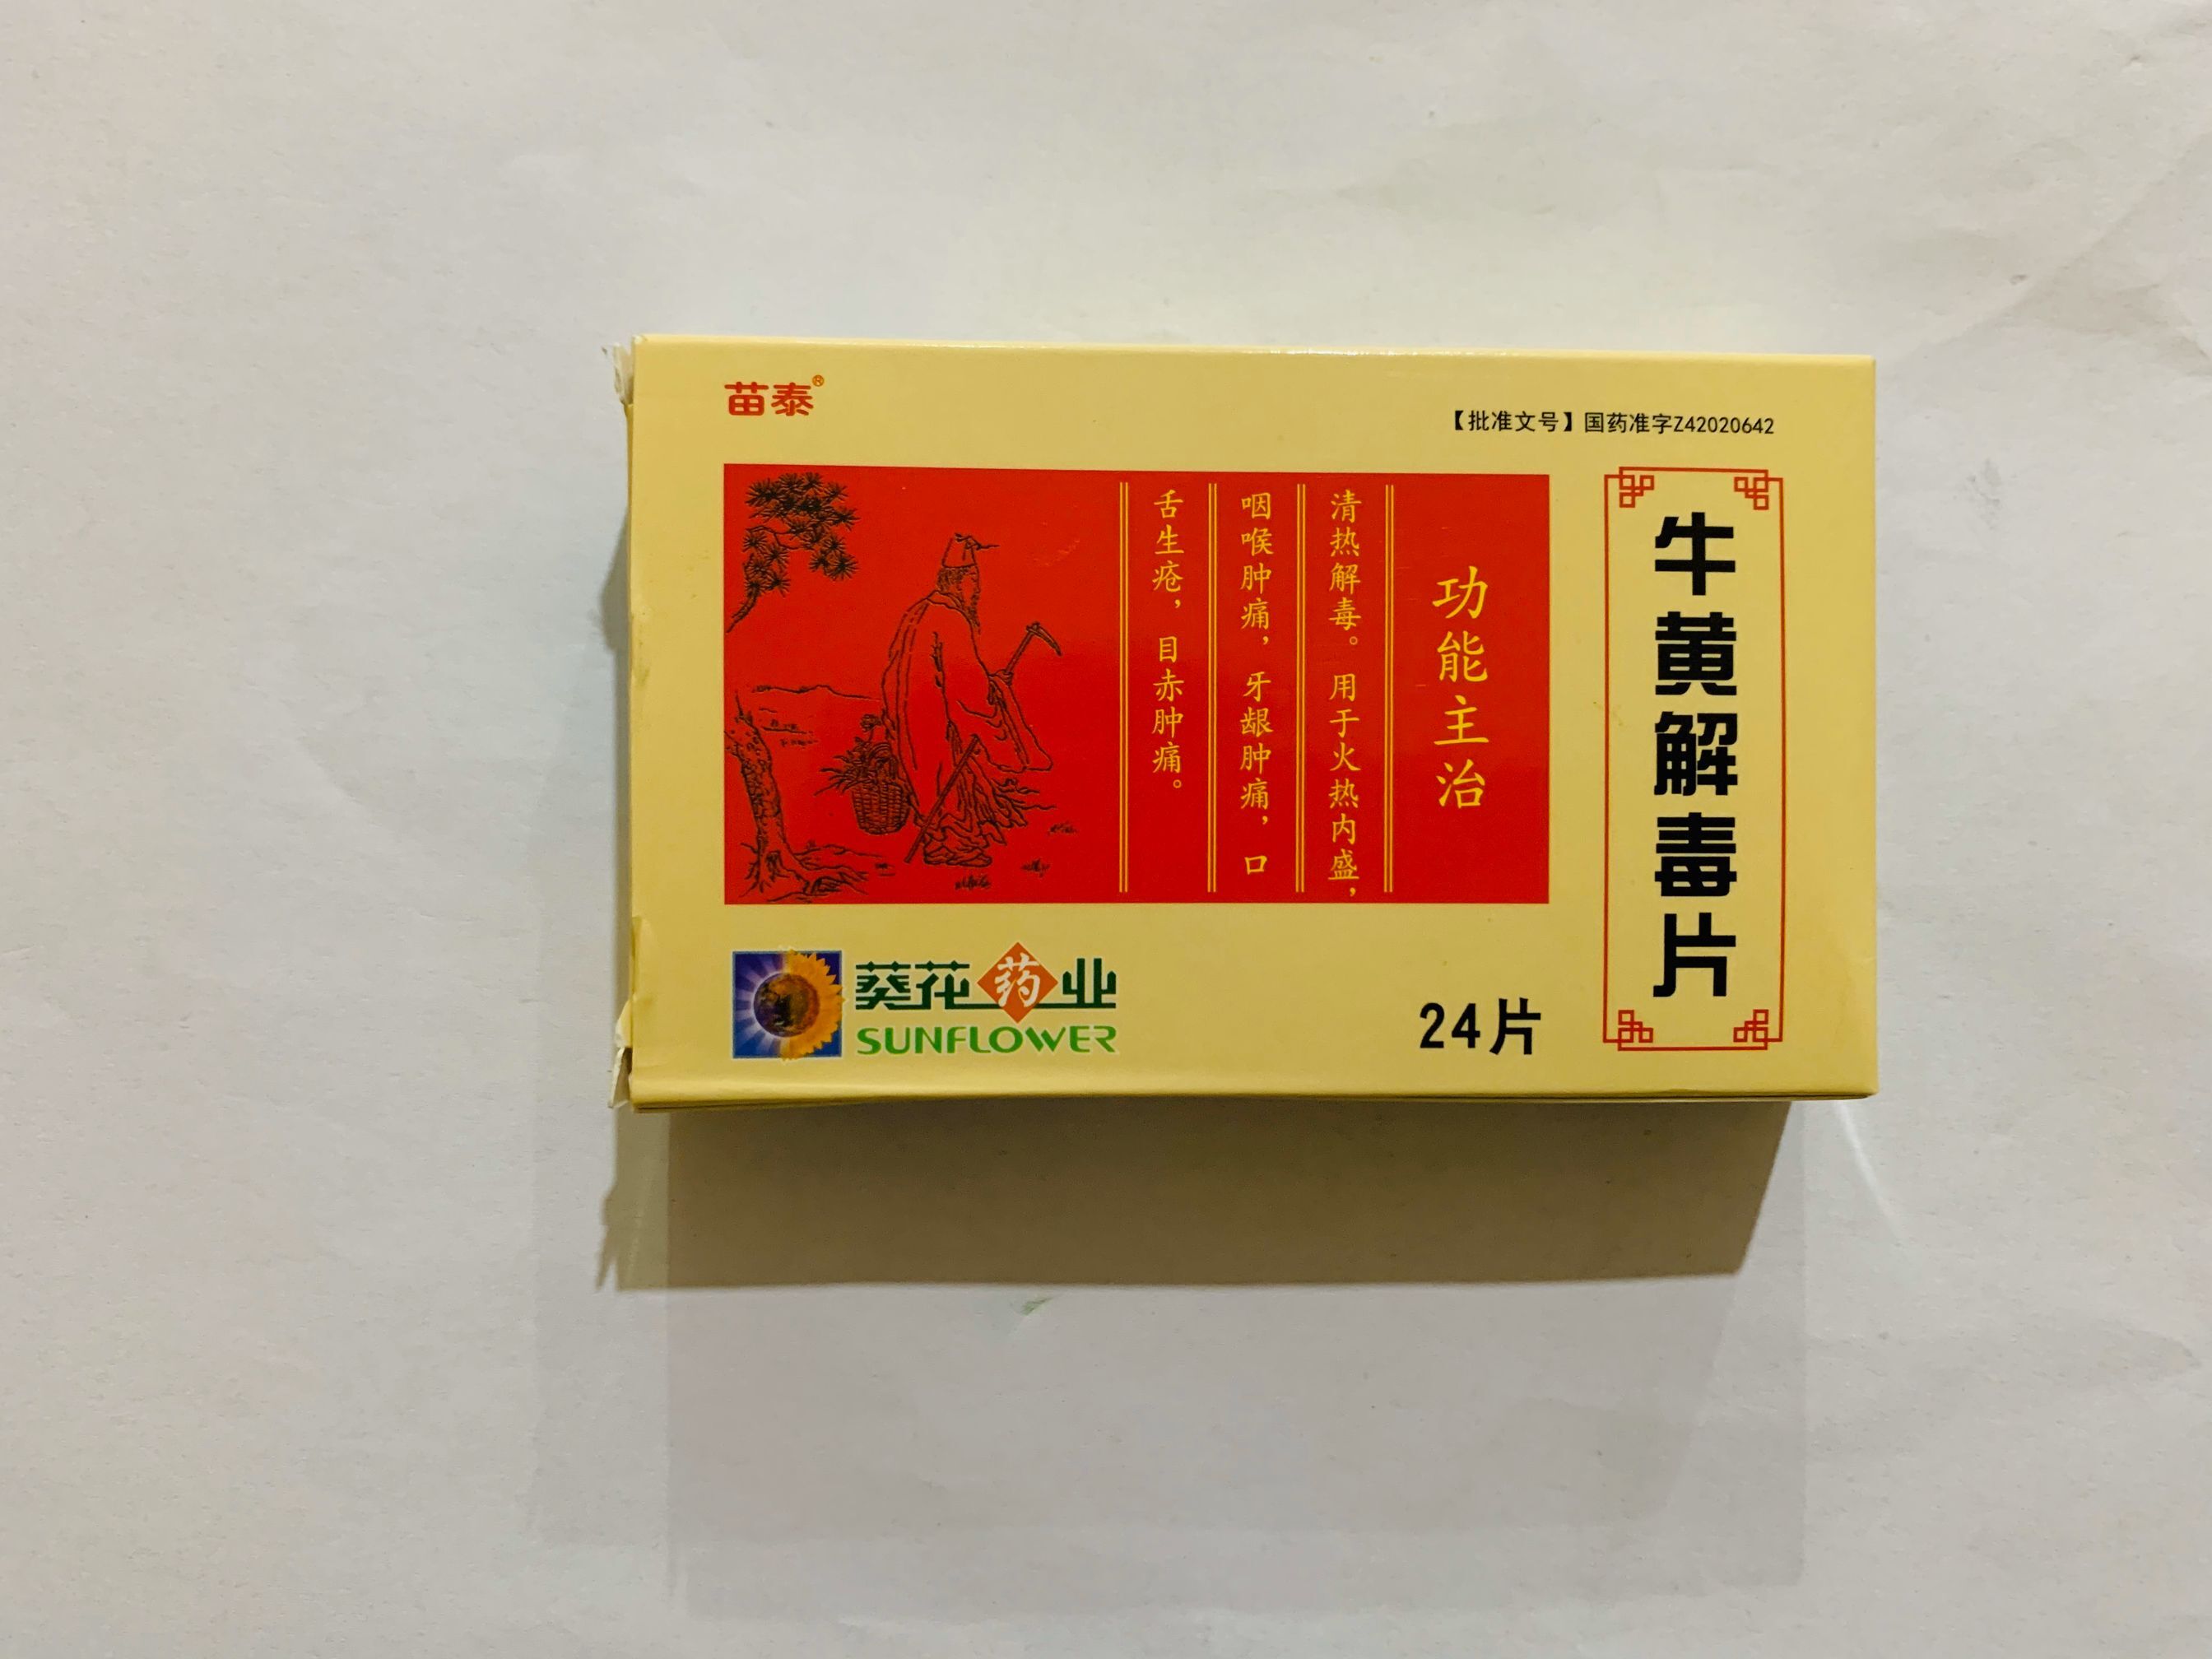 苗泰®
【批准文号】国药准字Z42020642
牛黄解毒片
功能主治
清热解毒。用于火热内盛，
咽喉肿痛，牙龈肿痛，口
舌生疮，目赤肿痛。
葵花药业
SUNFLOWER
24片